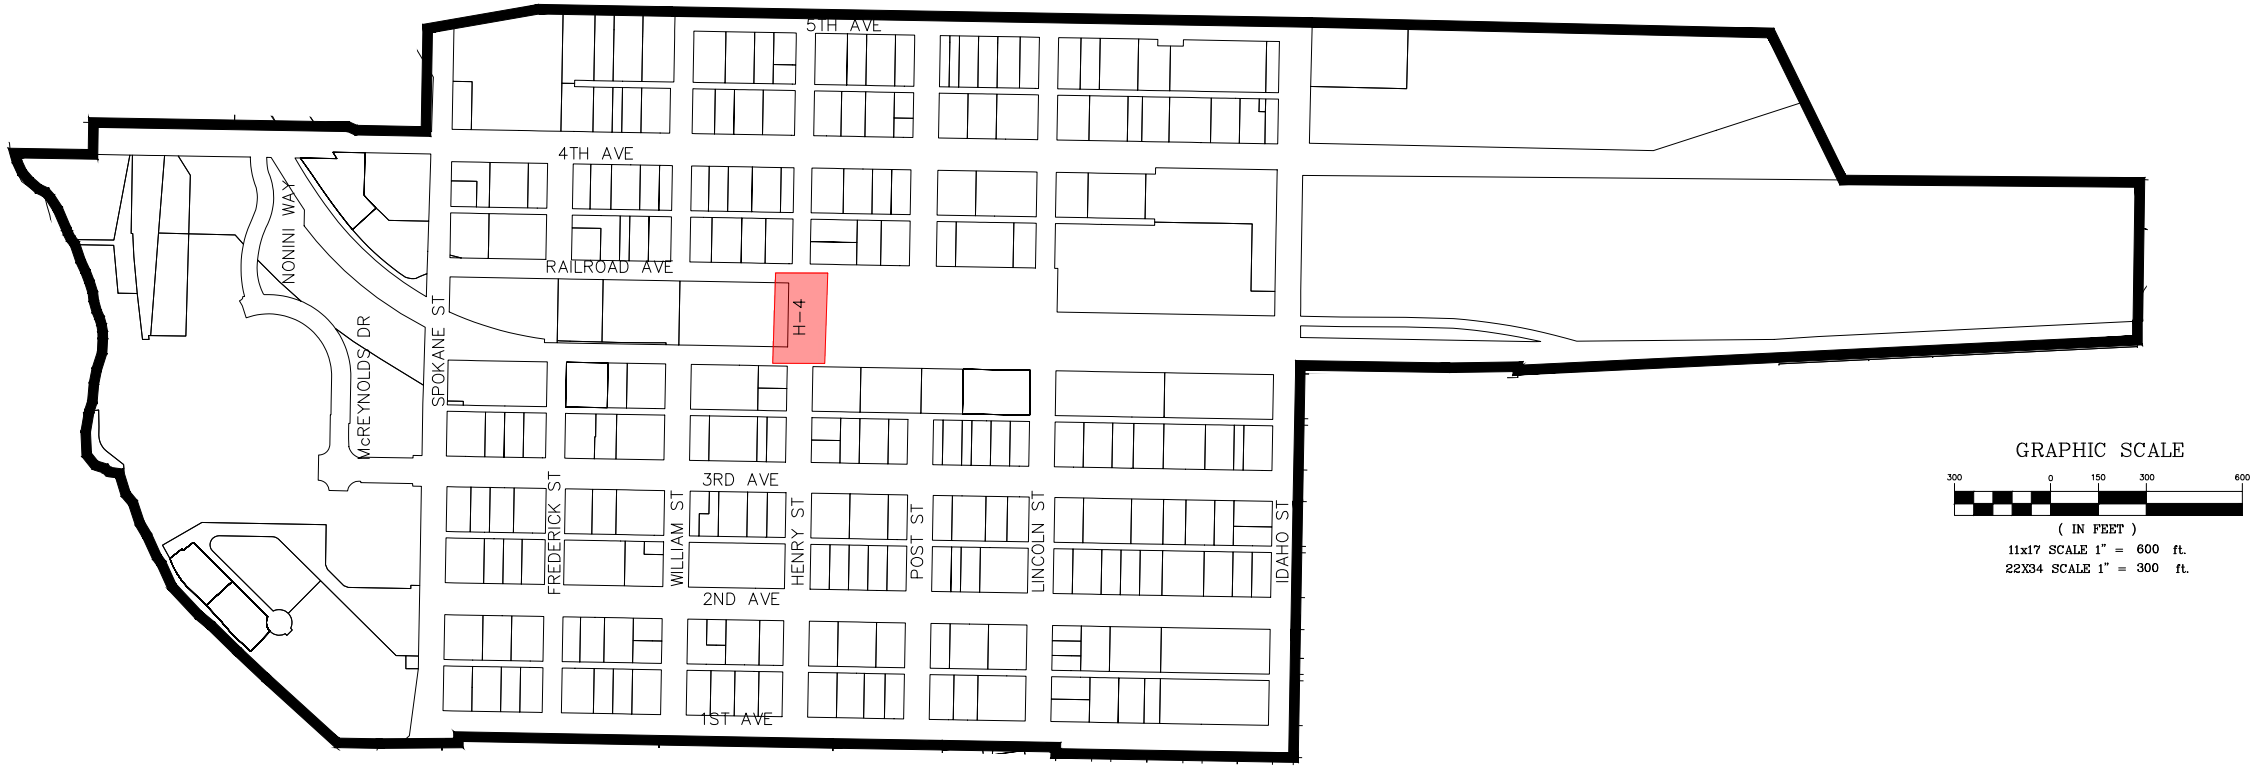 5TH AVE
4TH AVE
NONINI WAY
RAILROAD AVE
H-4
SPOKANE ST
McREYNOLDS DR
3RD AVE
FREDERICK ST
WILLIAM ST
HENRY ST
POST ST
LINCOLN ST
IDAHO ST
2ND AVE
1ST AVE
GRAPHIC SCALE
300 0 150 300 600
( IN FEET )
11x17 SCALE 1" = 600 ft.
22X34 SCALE 1" = 300 ft.